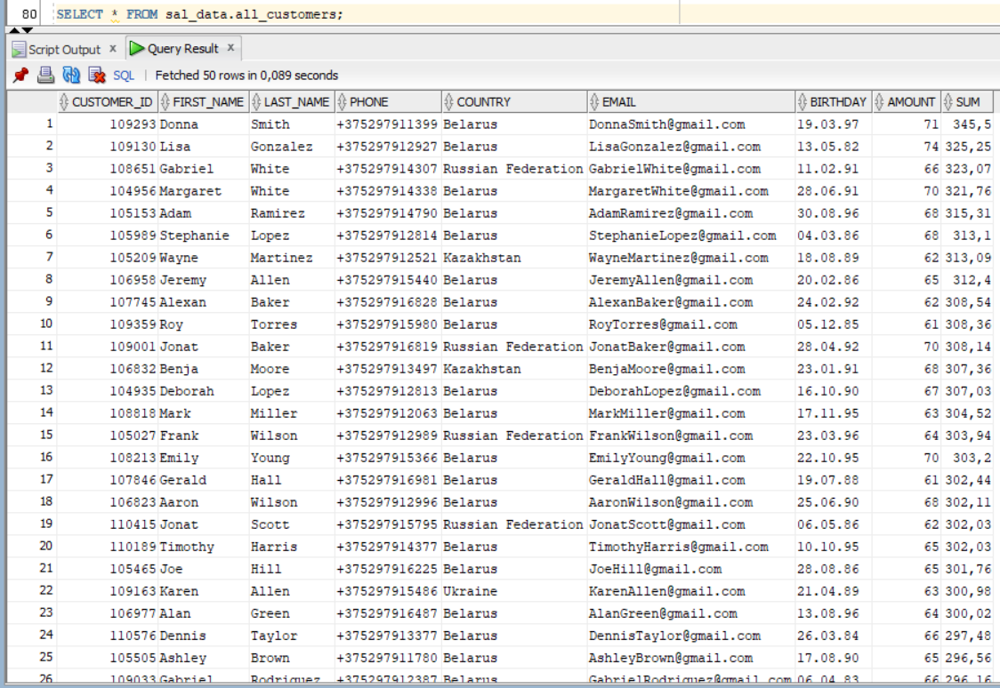 80 SELECT * FROM sal_data.all_customers;
Script Output x Query Result x
SQL | Fetched 50 rows in 0,089 seconds
CUSTOMER_ID FIRST_NAME LAST_NAME PHONE COUNTRY EMAIL BIRTHDAY AMOUNT SUM
1 109293 Donna Smith +375297911399 Belarus DonnaSmith@gmail.com 19.03.97 71 345,5
2 109130 Lisa Gonzalez +375297912927 Belarus LisaGonzalez@gmail.com 13.05.82 74 325,25
3 108651 Gabriel White +375297914307 Russian Federation GabrielWhite@gmail.com 11.02.91 66 323,07
4 104956 Margaret White +375297914338 Belarus MargaretWhite@gmail.com 28.06.91 70 321,76
5 105153 Adam Ramirez +375297914790 Belarus AdamRamirez@gmail.com 30.08.96 68 315,31
6 105989 Stephanie Lopez +375297912814 Belarus StephanieLopez@gmail.com 04.03.86 68 313,1
7 105209 Wayne Martinez +375297912521 Kazakhstan WayneMartinez@gmail.com 18.08.89 62 313,09
8 106958 Jeremy Allen +375297915440 Belarus JeremyAllen@gmail.com 20.02.86 65 312,4
9 107745 Alexan Baker +375297916828 Belarus AlexanBaker@gmail.com 24.02.92 62 308,54
10 109359 Roy Torres +375297915980 Belarus RoyTorres@gmail.com 05.12.85 61 308,36
11 109001 Jonat Baker +375297916819 Russian Federation JonatBaker@gmail.com 28.04.92 70 308,14
12 106832 Benja Moore +375297913497 Kazakhstan BenjaMoore@gmail.com 23.01.91 68 307,36
13 104935 Deborah Lopez +375297912813 Belarus DeborahLopez@gmail.com 16.10.90 67 307,03
14 108818 Mark Miller +375297912063 Belarus MarkMiller@gmail.com 17.11.95 63 304,52
15 105027 Frank Wilson +375297912989 Russian Federation FrankWilson@gmail.com 23.03.96 64 303,94
16 108213 Emily Young +375297915366 Belarus EmilyYoung@gmail.com 22.10.95 70 303,2
17 107846 Gerald Hall +375297916981 Belarus GeraldHall@gmail.com 19.07.88 61 302,44
18 106823 Aaron Wilson +375297912996 Belarus AaronWilson@gmail.com 25.06.90 68 302,11
19 110415 Jonat Scott +375297915795 Russian Federation JonatScott@gmail.com 06.05.86 62 302,03
20 110189 Timothy Harris +375297914377 Belarus TimothyHarris@gmail.com 10.10.95 65 302,03
21 105465 Joe Hill +375297916225 Belarus JoeHill@gmail.com 28.08.86 65 301,76
22 109163 Karen Allen +375297915486 Ukraine KarenAllen@gmail.com 21.04.89 63 300,98
23 106977 Alan Green +375297916487 Belarus AlanGreen@gmail.com 13.08.96 64 300,02
24 110576 Dennis Taylor +375297913377 Belarus DennisTaylor@gmail.com 26.03.84 66 297,48
25 105505 Ashley Brown +375297911780 Belarus AshleyBrown@gmail.com 17.08.90 65 296,56
26 109033 Gabriel Rodriguez +375297912387 Belarus GabrielRodriguez@gmail.com 06.04.83 66 296,16